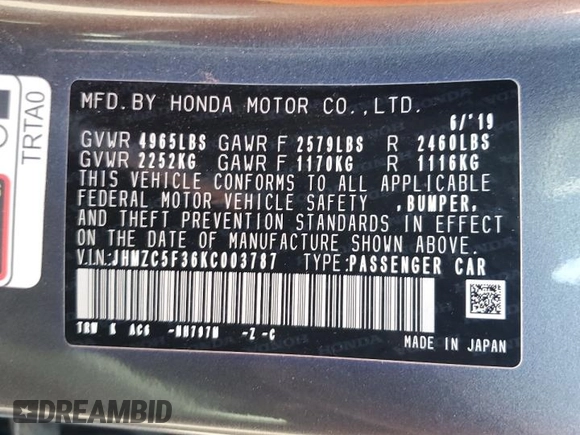 MFD.BY HONDA MOTOR CO.,LTD.
6/'19
GVWR 4965LBS GAWR F 2579LBS R 2460LBS
GVWR 2252KG GAWR F 1170KG R 1116KG
THIS VEHICLE CONFORMS TO ALL APPLICABLE
FEDERAL MOTOR VEHICLE SAFETY ,BUMPER,
AND THEFT PREVENTION STANDARDS IN EFFECT
ON THE DATE OF MANUFACTURE SHOWN ABOVE.
V.I.N:JHMZC5F36KC003787 TYPE:PASSENGER CAR
-NH797M -Z -C
MADE IN JAPAN
TRTA0
DREAMBID